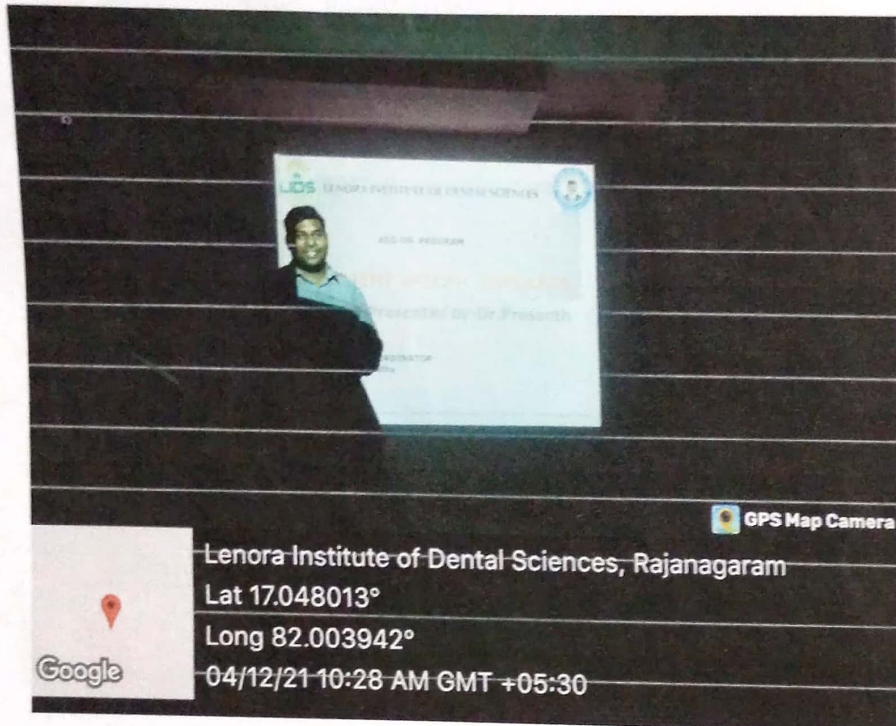 LIDS LENORA INSTITUTE OF DENTAL SCIENCES
ADD ON PROGRAM
Presenter by Dr.Prasanth
GPS Map Camera
Lenora Institute of Dental Sciences, Rajanagaram
Lat 17.048013°
Long 82.003942°
Google
04/12/21 10:28 AM GMT +05:30